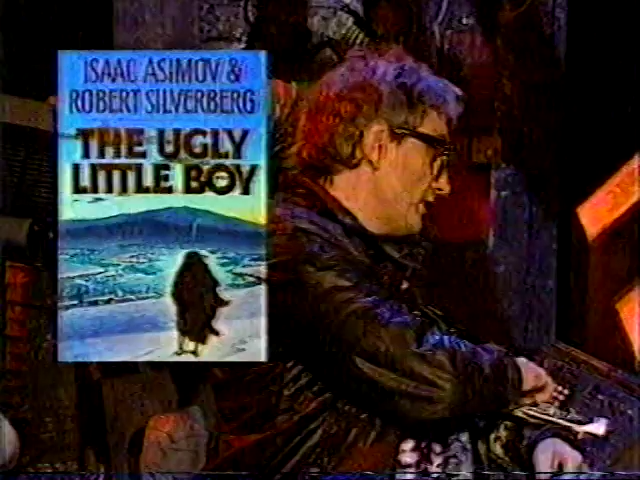 ISAAC ASIMOV &
ROBERT SILVERBERG
THE UGLY
LITTLE BOY